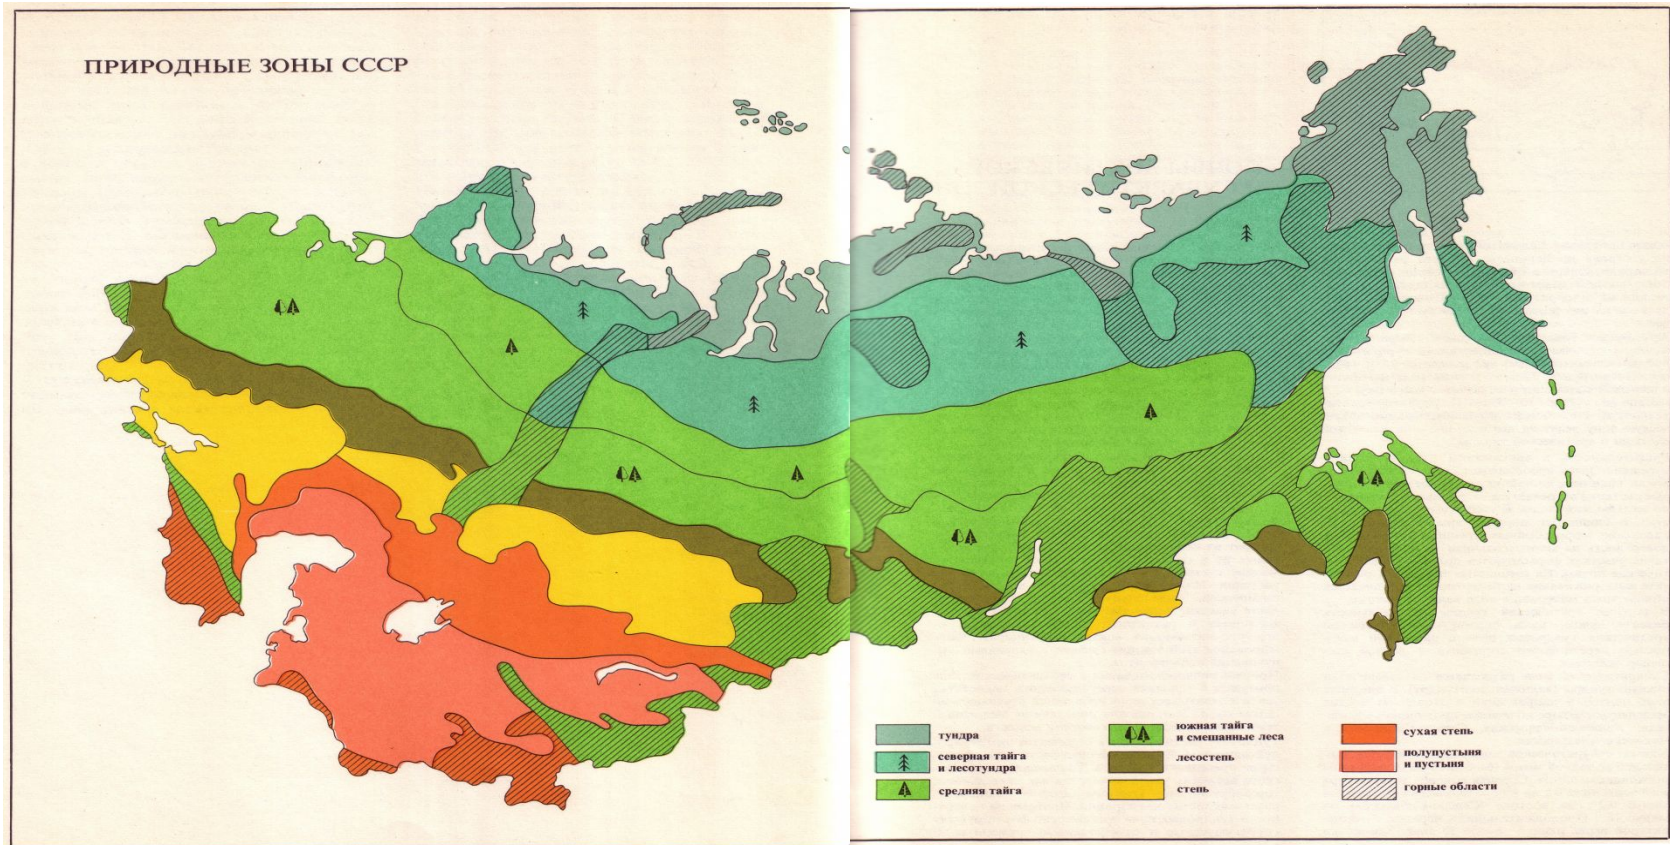 ПРИРОДНЫЕ ЗОНЫ СССР
тундра
северная тайга
и лесотундра
средняя тайга
южная тайга
и смешанные леса
лесостепь
степь
сухая степь
полупустыня
и пустыня
горные области